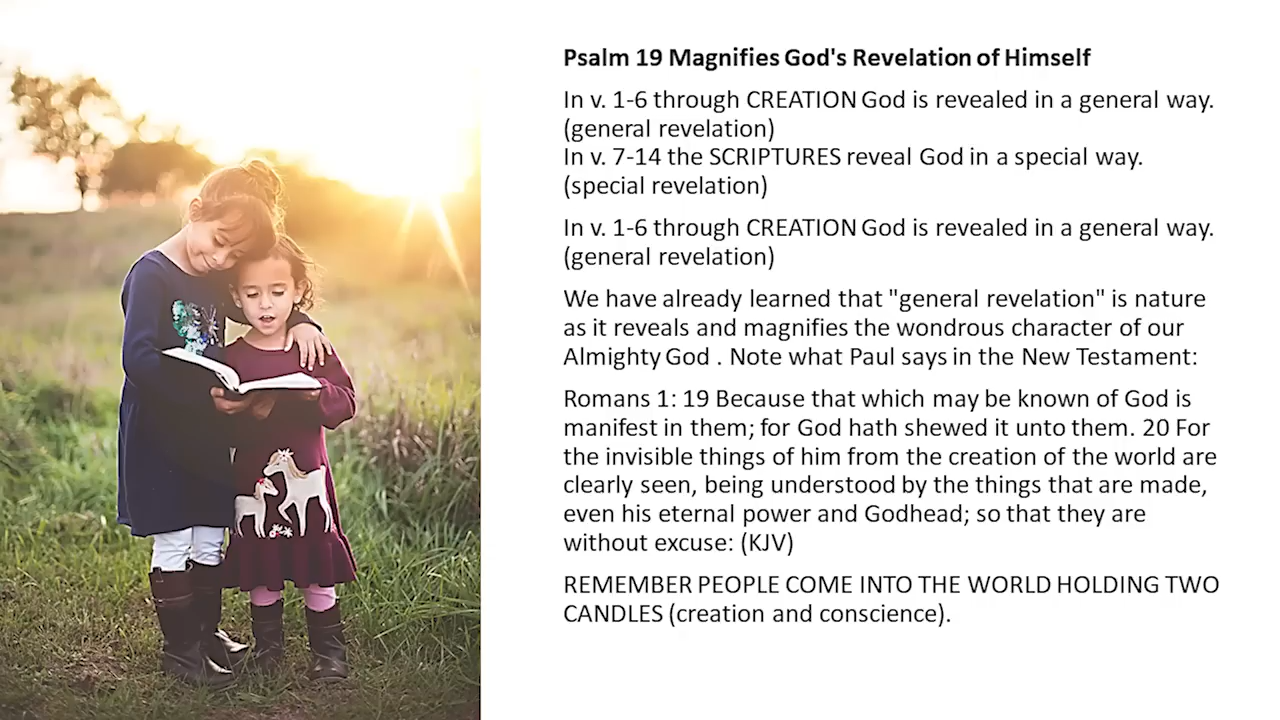 Psalm 19 Magnifies God's Revelation of Himself
In v. 1-6 through CREATION God is revealed in a general way.
(general revelation)
In v. 7-14 the SCRIPTURES reveal God in a special way.
(special revelation)
In v. 1-6 through CREATION God is revealed in a general way.
(general revelation)
We have already learned that "general revelation" is nature
as it reveals and magnifies the wondrous character of our
Almighty God . Note what Paul says in the New Testament:
Romans 1: 19 Because that which may be known of God is
manifest in them; for God hath shewed it unto them. 20 For
the invisible things of him from the creation of the world are
clearly seen, being understood by the things that are made,
even his eternal power and Godhead; so that they are
without excuse: (KJV)
REMEMBER PEOPLE COME INTO THE WORLD HOLDING TWO
CANDLES (creation and conscience).